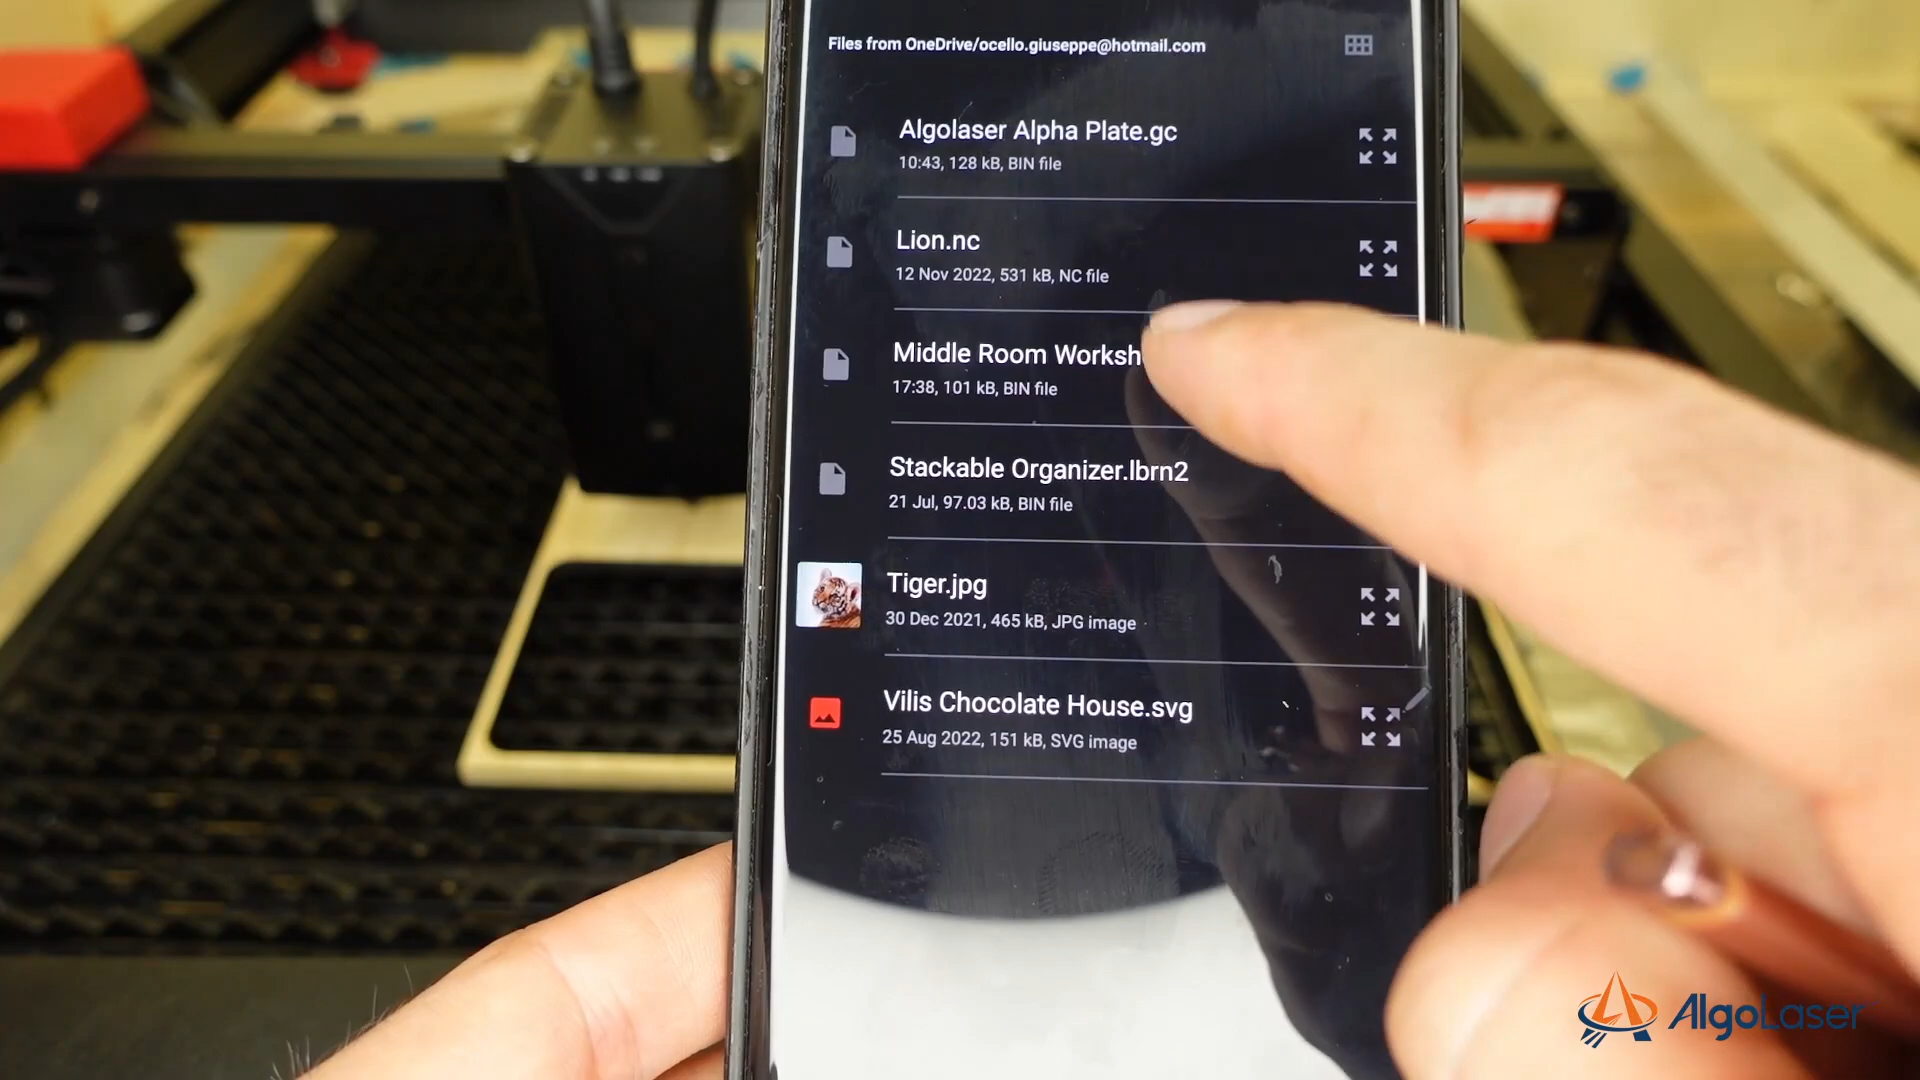 Files from OneDrive/ocello.giuseppe@hotmail.com
Algolaser Alpha Plate.gc
10:43, 128 kB, BIN file
Lion.nc
12 Nov 2022, 531 kB, NC file
Middle Room Worksh
17:38, 101 kB, BIN file
Stackable Organizer.lbrn2
21 Jul, 97.03 kB, BIN file
Tiger.jpg
30 Dec 2021, 465 kB, JPG image
Vilis Chocolate House.svg
25 Aug 2022, 151 kB, SVG image
AlgoLaser